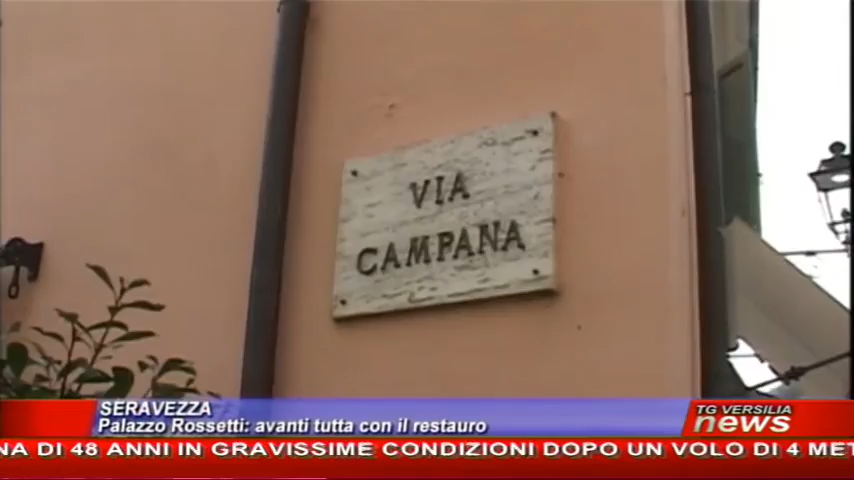 VIA
CAMPANA
SERAVEZZA
Palazzo Rossetti: avanti tutta con il restauro
TG VERSILIA
news
DI 48 ANNI IN GRAVISSIME CONDIZIONI DOPO UN VOLO DI 4